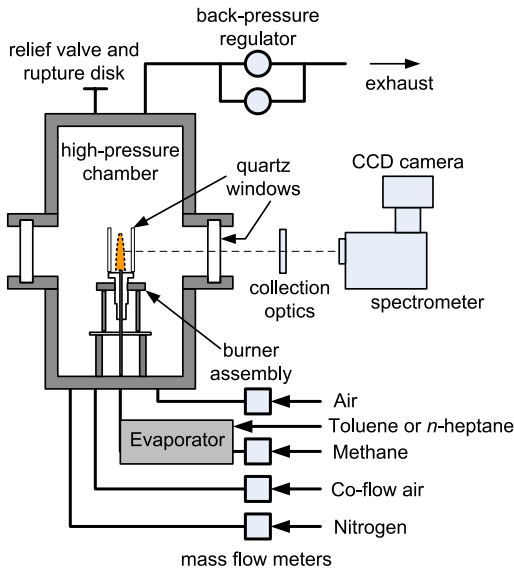 back-pressure
regulator
relief valve and
rupture disk
exhaust
high-pressure
chamber
quartz
windows
CCD camera
collection
optics
spectrometer
burner
assembly
Air
Toluene or n-heptane
Evaporator
Methane
Co-flow air
Nitrogen
mass flow meters